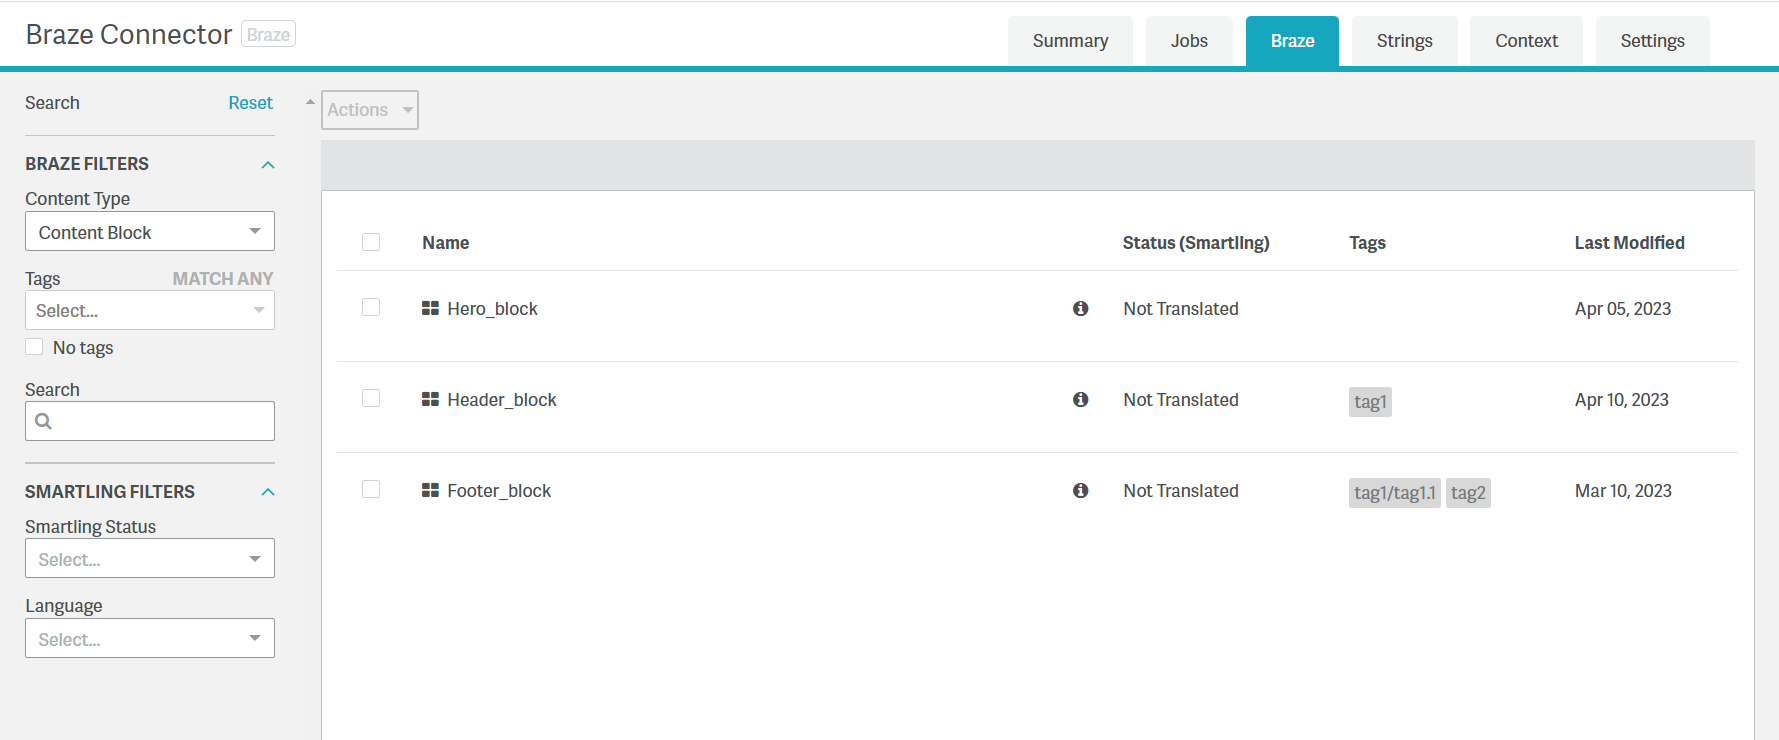 Braze Connector Braze
Summary Jobs Braze Strings Context Settings
Search Reset
Actions
BRAZE FILTERS
Content Type
Content Block
Tags MATCH ANY
Select...
No tags
Search
SMARTLING FILTERS
Smartling Status
Select...
Language
Select...
Name Status (Smartling) Tags Last Modified
Hero_block Not Translated Apr 05, 2023
Header_block Not Translated tag1 Apr 10, 2023
Footer_block Not Translated tag1/tag1.1 tag2 Mar 10, 2023